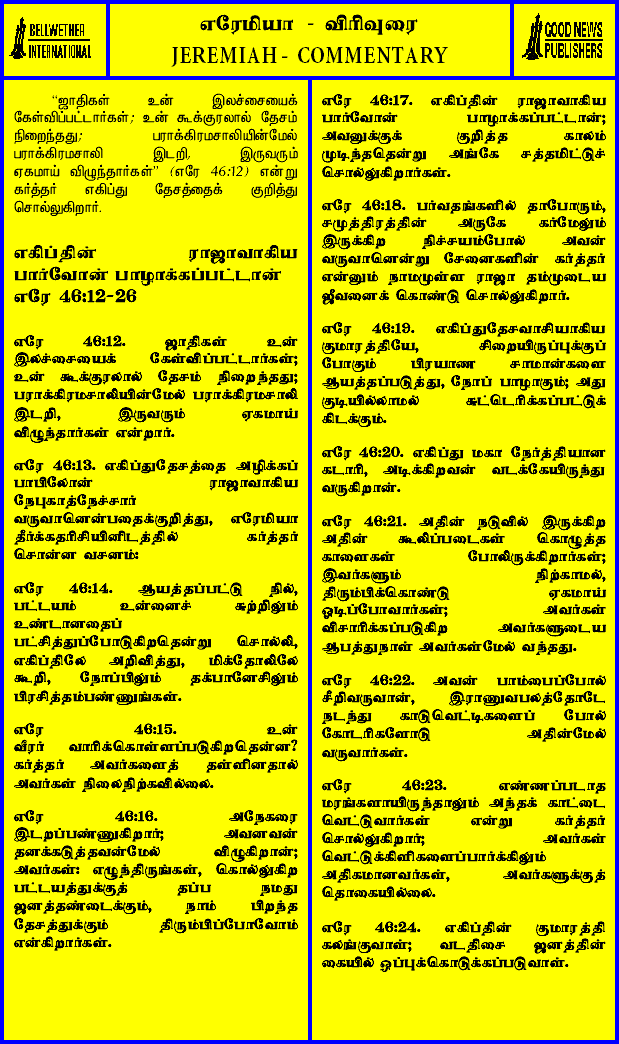 BELLWETHER
INTERNATIONAL
எரேமியா - விரிவுரை
JEREMIAH - COMMENTARY
GOOD NEWS
PUBLISHERS
“ஜாதிகள் உன் இலச்சையைக்
கேள்விப்பட்டார்கள்; உன் கூக்குரலால் தேசம்
நிறைந்தது; பராக்கிரமசாலியின்மேல்
பராக்கிரமசாலி இடறி, இருவரும்
ஏகமாய் விழுந்தார்கள்” (எரே 46:12) என்று
கர்த்தர் எகிப்து தேசத்தைக் குறித்து
சொல்லுகிறார்.
எகிப்தின் ராஜாவாகிய
பார்வோன் பாழாக்கப்பட்டான்
எரே 46:12-26
எரே 46:12. ஜாதிகள் உன்
இலச்சையைக் கேள்விப்பட்டார்கள்;
உன் கூக்குரலால் தேசம் நிறைந்தது;
பராக்கிரமசாலியின்மேல் பராக்கிரமசாலி
இடறி, இருவரும் ஏகமாய்
விழுந்தார்கள் என்றார்.
எரே 46:13. எகிப்துதேசத்தை அழிக்கப்
பாபிலோன் ராஜாவாகிய
நேபுகாத்நேச்சார்
வருவானென்பதைக்குறித்து, எரேமியா
தீர்க்கதரிசியினிடத்தில் கர்த்தர்
சொன்ன வசனம்:
எரே 46:14. ஆயத்தப்பட்டு நில்,
பட்டயம் உன்னைச் சுற்றிலும்
உண்டானதைப்
பட்சித்துப்போடுகிறதென்று சொல்லி,
எகிப்திலே அறிவித்து, மிக்தோலிலே
கூறி, நோப்பிலும் தக்பானேசிலும்
பிரசித்தம்பண்ணுங்கள்.
எரே 46:15. உன்
வீரர் வாரிக்கொள்ளப்படுகிறதென்ன?
கர்த்தர் அவர்களைத் தள்ளினதால்
அவர்கள் நிலைநிற்கவில்லை.
எரே 46:16. அநேகரை
இடறப்பண்ணுகிறார்; அவனவன்
தனக்கடுத்தவன்மேல் விழுகிறான்;
அவர்கள்: எழுந்திருங்கள், கொல்லுகிற
பட்டயத்துக்குத் தப்ப நமது
ஜனத்தண்டைக்கும், நாம் பிறந்த
தேசத்துக்கும் திரும்பிப்போவோம்
என்கிறார்கள்.
எரே 46:17. எகிப்தின் ராஜாவாகிய
பார்வோன் பாழாக்கப்பட்டான்;
அவனுக்குக் குறித்த காலம்
முடிந்ததென்று அங்கே சத்தமிட்டுச்
சொல்லுகிறார்கள்.
எரே 46:18. பர்வதங்களில் தாபோரும்,
சமுத்திரத்தின் அருகே கர்மேலும்
இருக்கிற நிச்சயம்போல் அவன்
வருவானென்று சேனைகளின் கர்த்தர்
என்னும் நாமமுள்ள ராஜா தம்முடைய
ஜீவனைக் கொண்டு சொல்லுகிறார்.
எரே 46:19. எகிப்துதேசவாசியாகிய
குமாரத்தியே, சிறையிருப்புக்குப்
போகும் பிரயாண சாமான்களை
ஆயத்தப்படுத்து, நோப் பாழாகும்; அது
குடியில்லாமல் சுட்டெரிக்கப்பட்டுக்
கிடக்கும்.
எரே 46:20. எகிப்து மகா நேர்த்தியான
கடாரி, அடிக்கிறவன் வடக்கேயிருந்து
வருகிறான்.
எரே 46:21. அதின் நடுவில் இருக்கிற
அதின் கூலிப்படைகள் கொழுத்த
காளைகள் போலிருக்கிறார்கள்;
இவர்களும் நிற்காமல்,
திரும்பிக்கொண்டு ஏகமாய்
ஓடிப்போவார்கள்; அவர்கள்
விசாரிக்கப்படுகிற அவர்களுடைய
ஆபத்துநாள் அவர்கள்மேல் வந்தது.
எரே 46:22. அவன் பாம்பைப்போல்
சீறிவருவான், இராணுவபலத்தோடே
நடந்து காடுவெட்டிகளைப் போல்
கோடரிகளோடு அதின்மேல்
வருவார்கள்.
எரே 46:23. எண்ணப்படாத
மரங்களாயிருந்தாலும் அந்தக் காட்டை
வெட்டுவார்கள் என்று கர்த்தர்
சொல்லுகிறார்; அவர்கள்
வெட்டுக்கிளிகளைப்பார்க்கிலும்
அதிகமானவர்கள், அவர்களுக்குத்
தொகையில்லை.
எரே 46:24. எகிப்தின் குமாரத்தி
கலங்குவாள்; வடதிசை ஜனத்தின்
கையில் ஒப்புக்கொடுக்கப்படுவாள்.